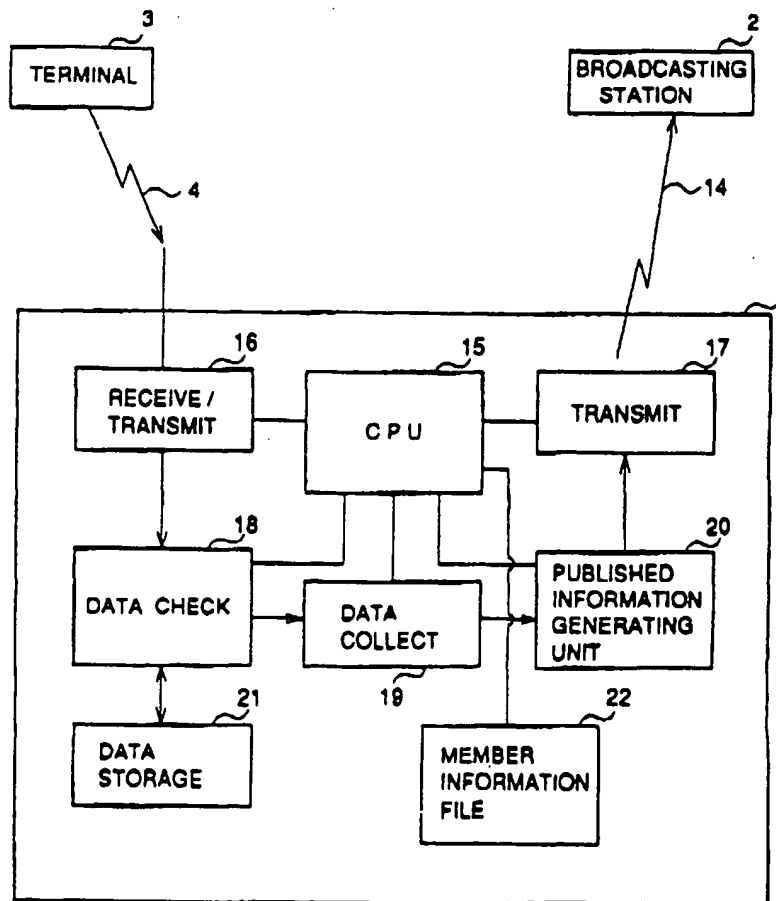 3
TERMINAL
2
BROADCASTING
STATION
4
14
16
RECEIVE /
TRANSMIT
15
CPU
17
TRANSMIT
18
DATA CHECK
DATA
COLLECT
19
20
PUBLISHED
INFORMATION
GENERATING
UNIT
21
DATA
STORAGE
22
MEMBER
INFORMATION
FILE